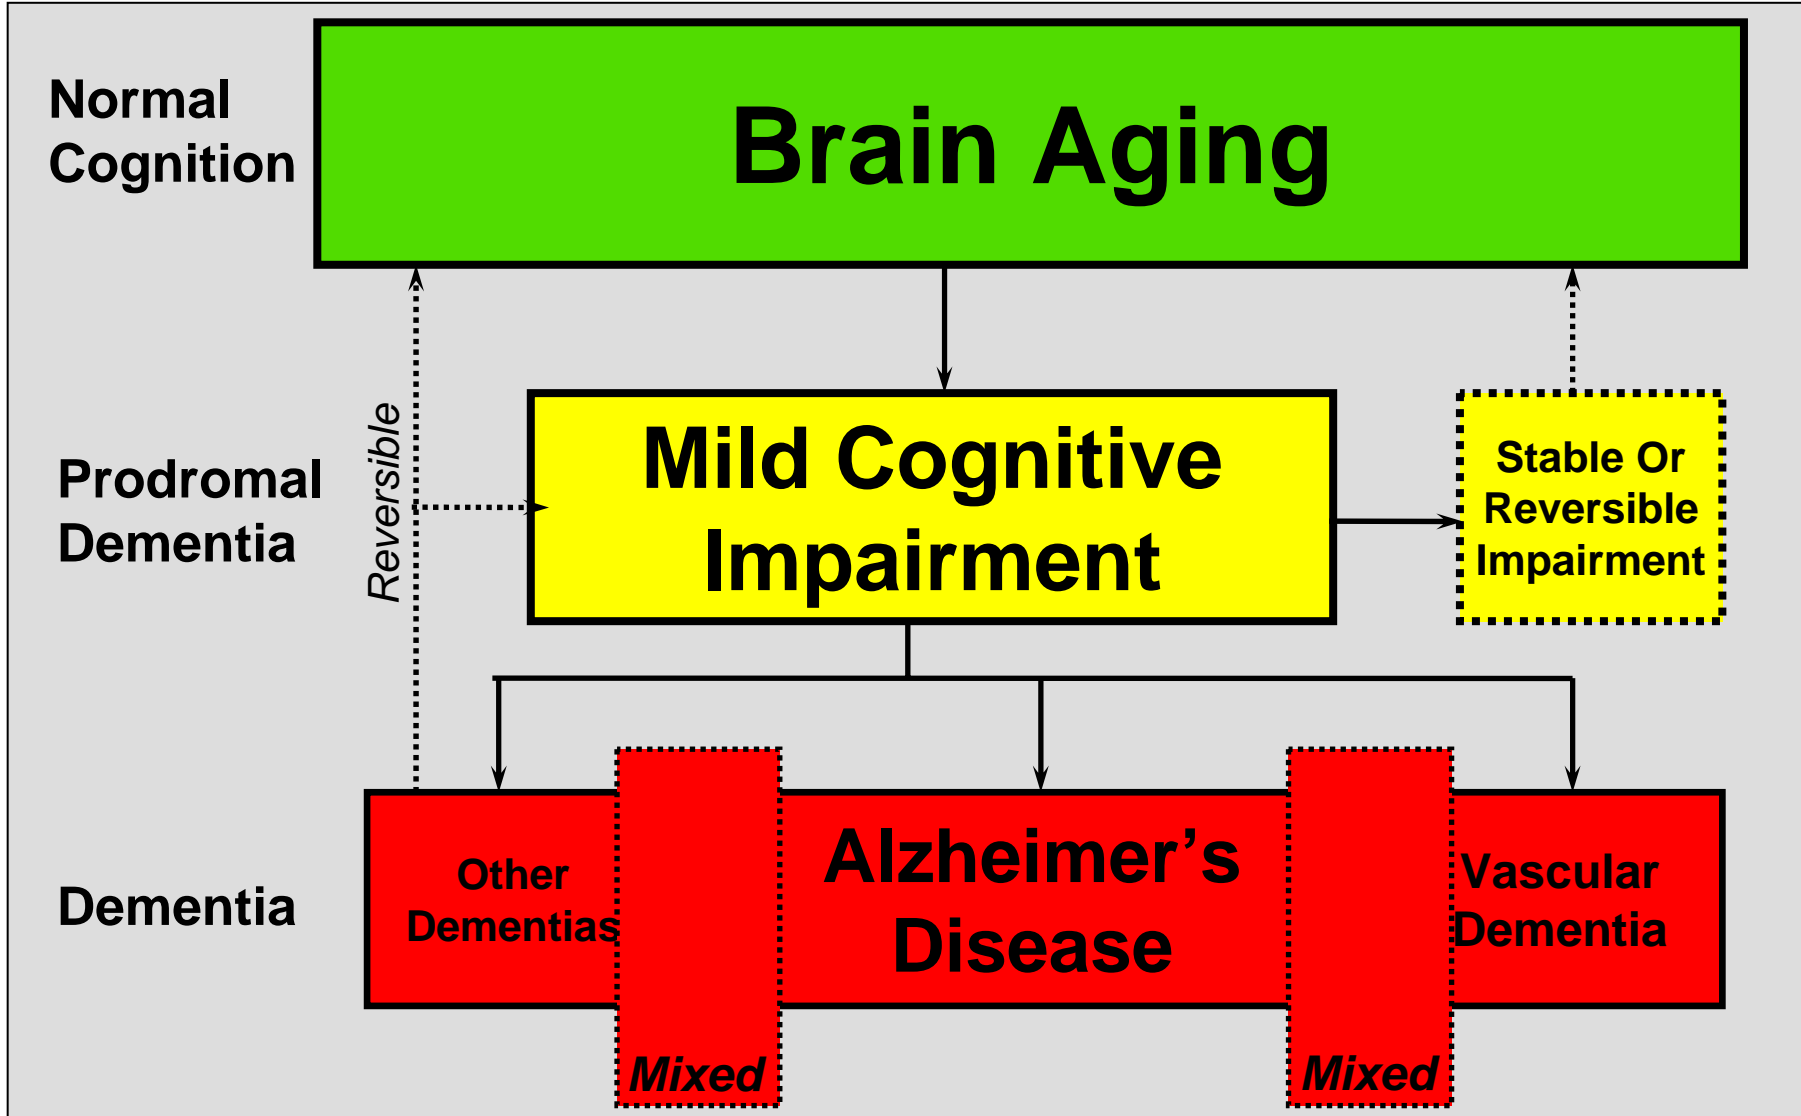 Normal
Cognition
Brain Aging
Prodromal
Dementia
Reversible
Mild Cognitive
Impairment
Stable Or
Reversible
Impairment
Dementia
Other
Dementias
Mixed
Alzheimer’s
Disease
Mixed
Vascular
Dementia